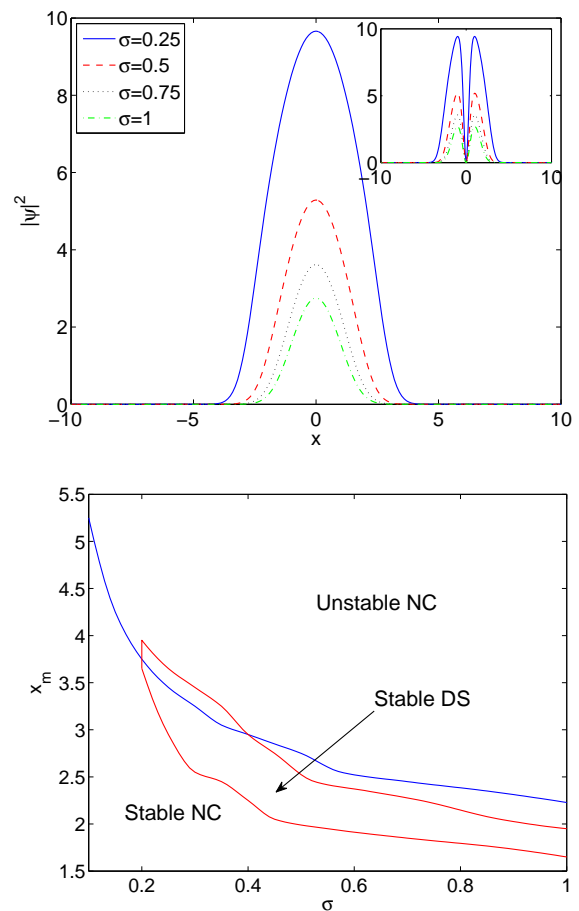 σ=0.25
σ=0.5
σ=0.75
σ=1
10
8
6
4
2
0
|ψ|²
−10
−5
0
5
10
x
10
5
0
−10
0
10
5.5
5
4.5
4
3.5
3
2.5
2
1.5
x_m
Unstable NC
Stable DS
Stable NC
0.2
0.4
0.6
0.8
1
σ